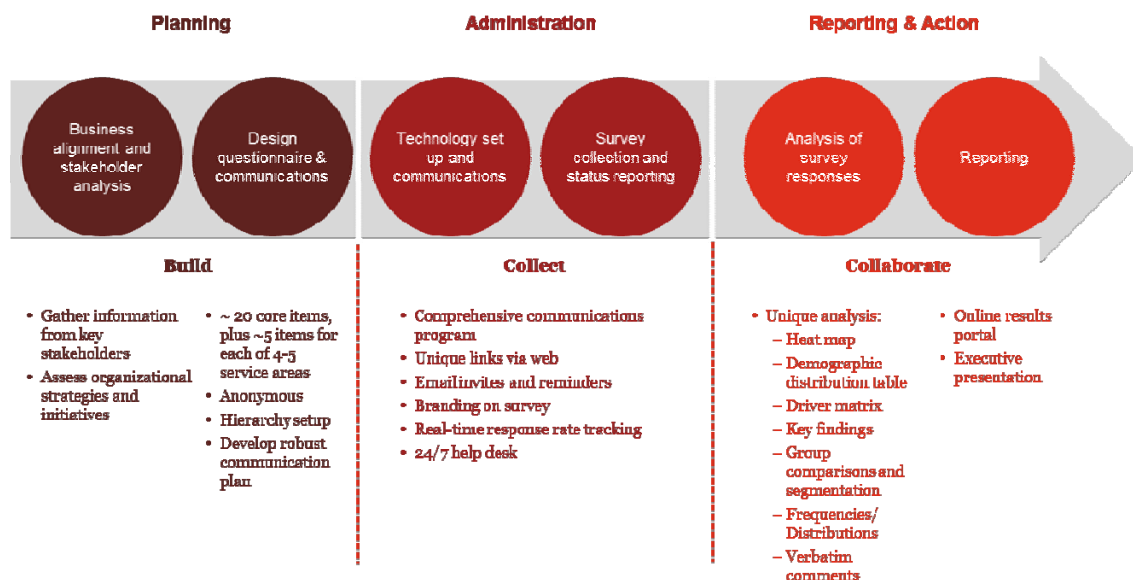 Planning
Administration
Reporting & Action
Business
alignment and
stakeholder
analysis
Design
questionnaire &
communications
Technology set
up and
communications
Survey
collection and
status reporting
Analysis of
survey
responses
Reporting
Build
• Gather information
from key
stakeholders
• Assess organizational
strategies and
initiatives
• ~ 20 core items,
plus ~5 items for
each of 4-5
service areas
• Anonymous
• Hierarchy setup
• Develop robust
communication
plan
Collect
• Comprehensive communications
program
• Unique links via web
• Email invites and reminders
• Branding on survey
• Real-time response rate tracking
• 24/7 help desk
Collaborate
• Unique analysis:
– Heat map
– Demographic
distribution table
– Driver matrix
– Key findings
– Group
comparisons and
segmentation
– Frequencies/
Distributions
– Verbatim
comments
• Online results
portal
• Executive
presentation